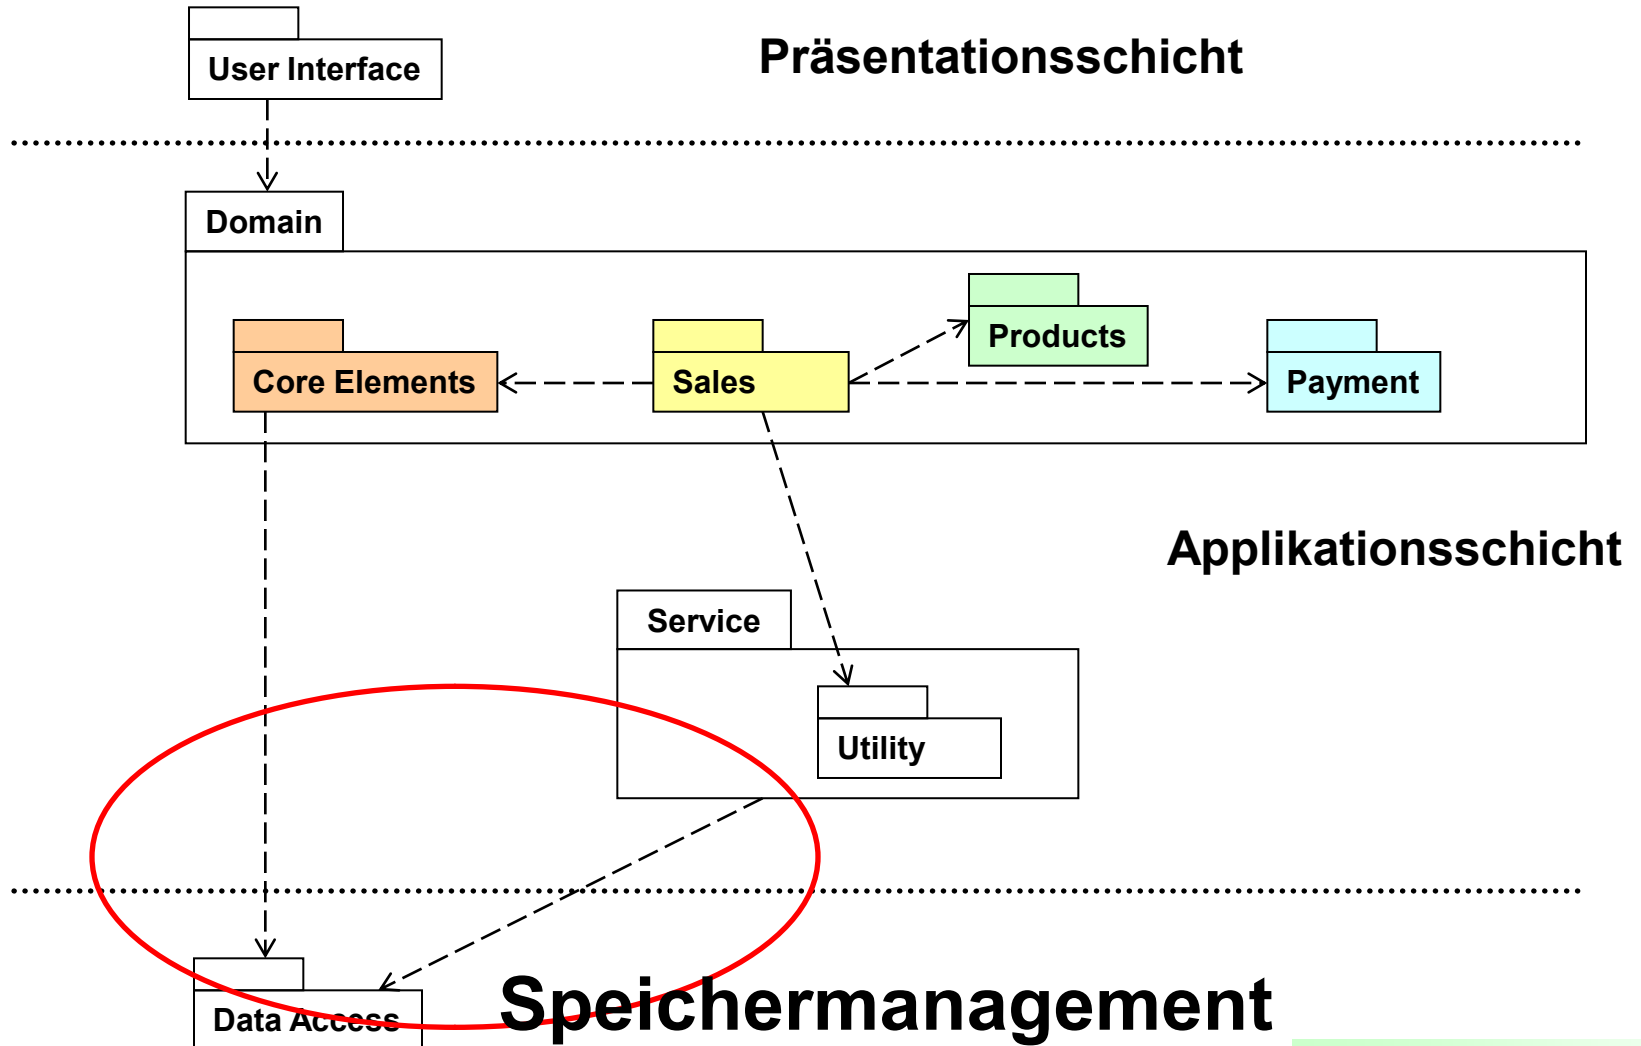 User Interface
Präsentationsschicht
Domain
Products
Core Elements
Sales
Payment
Applikationsschicht
Service
Utility
Data Access
Speichermanagement